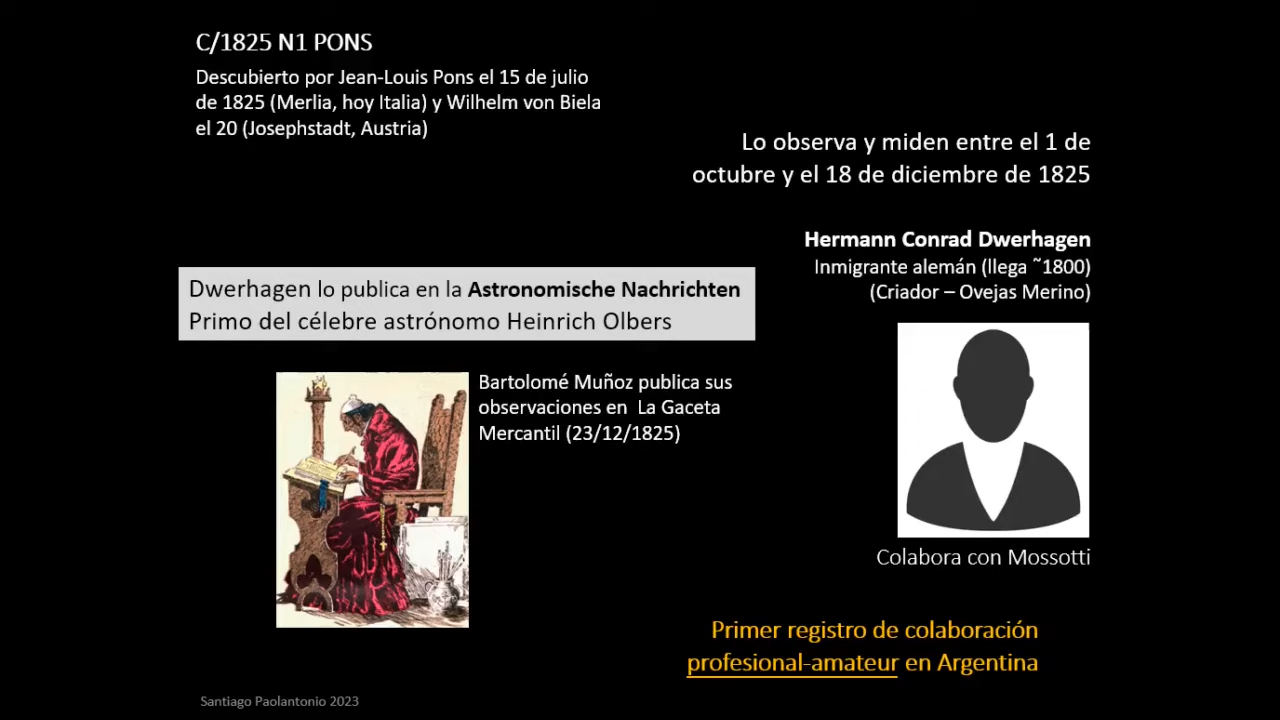 C/1825 N1 PONS
Descubierto por Jean-Louis Pons el 15 de julio
de 1825 (Merlia, hoy Italia) y Wilhelm von Biela
el 20 (Josephstadt, Austria)
Lo observa y miden entre el 1 de
octubre y el 18 de diciembre de 1825
Hermann Conrad Dwerhagen
Inmigrante alemán (llega ~1800)
(Criador – Ovejas Merino)
Dwerhagen lo publica en la Astronomische Nachrichten
Primo del célebre astrónomo Heinrich Olbers
Bartolomé Muñoz publica sus
observaciones en La Gaceta
Mercantil (23/12/1825)
Colabora con Mossotti
Primer registro de colaboración
profesional-amateur en Argentina
Santiago Paolantonio 2023